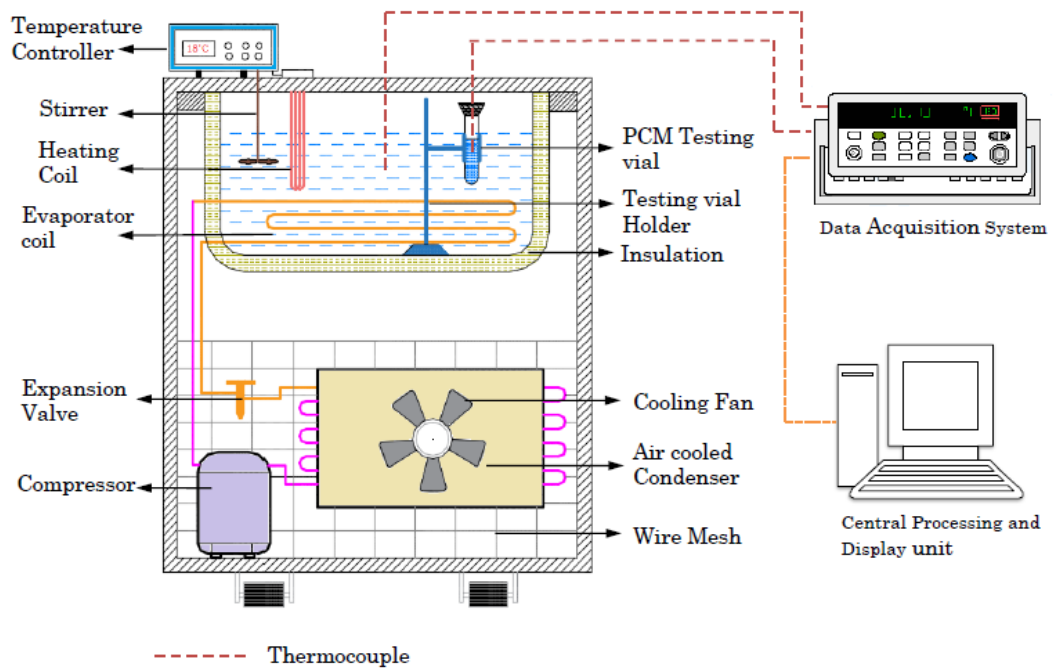 Temperature
Controller
18°C
Stirrer
Heating
Coil
Evaporator
coil
Expansion
Valve
Compressor
PCM Testing
vial
Testing vial
Holder
Insulation
Cooling Fan
Air cooled
Condenser
Wire Mesh
Data Acquisition System
Central Processing and
Display unit
Thermocouple